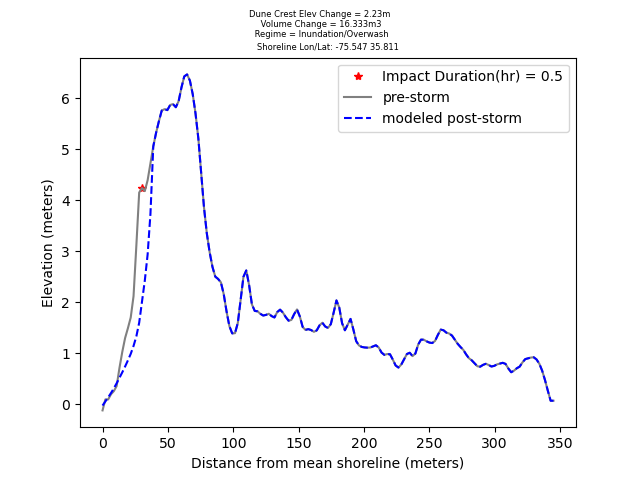 Dune Crest Elev Change = 2.23m
Volume Change = 16.333m3
Regime = Inundation/Overwash
Shoreline Lon/Lat: -75.547 35.811
Impact Duration(hr) = 0.5
pre-storm
modeled post-storm
Elevation (meters)
6
5
4
3
2
1
0
0 50 100 150 200 250 300 350
Distance from mean shoreline (meters)